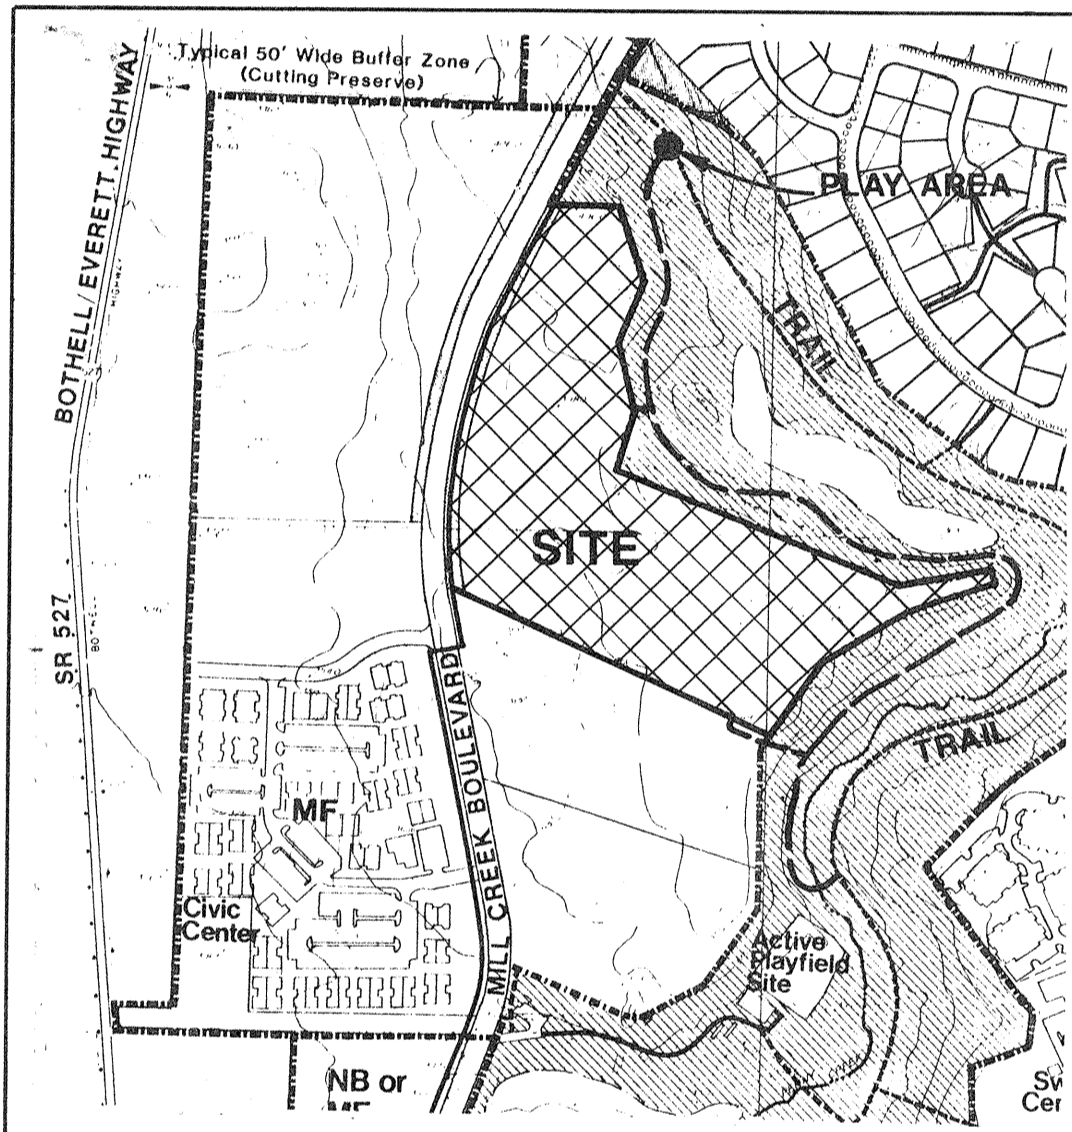 Typical 50' Wide Buffer Zone
(Cutting Preserve)
BOTHELL/EVERETT HIGHWAY
HIGHWAY
PLAY AREA
TRAIL
SITE
SR 527
MILL CREEK BOULEVARD
TRAIL
MF
Civic
Center
Active
Playfield
Site
NB or